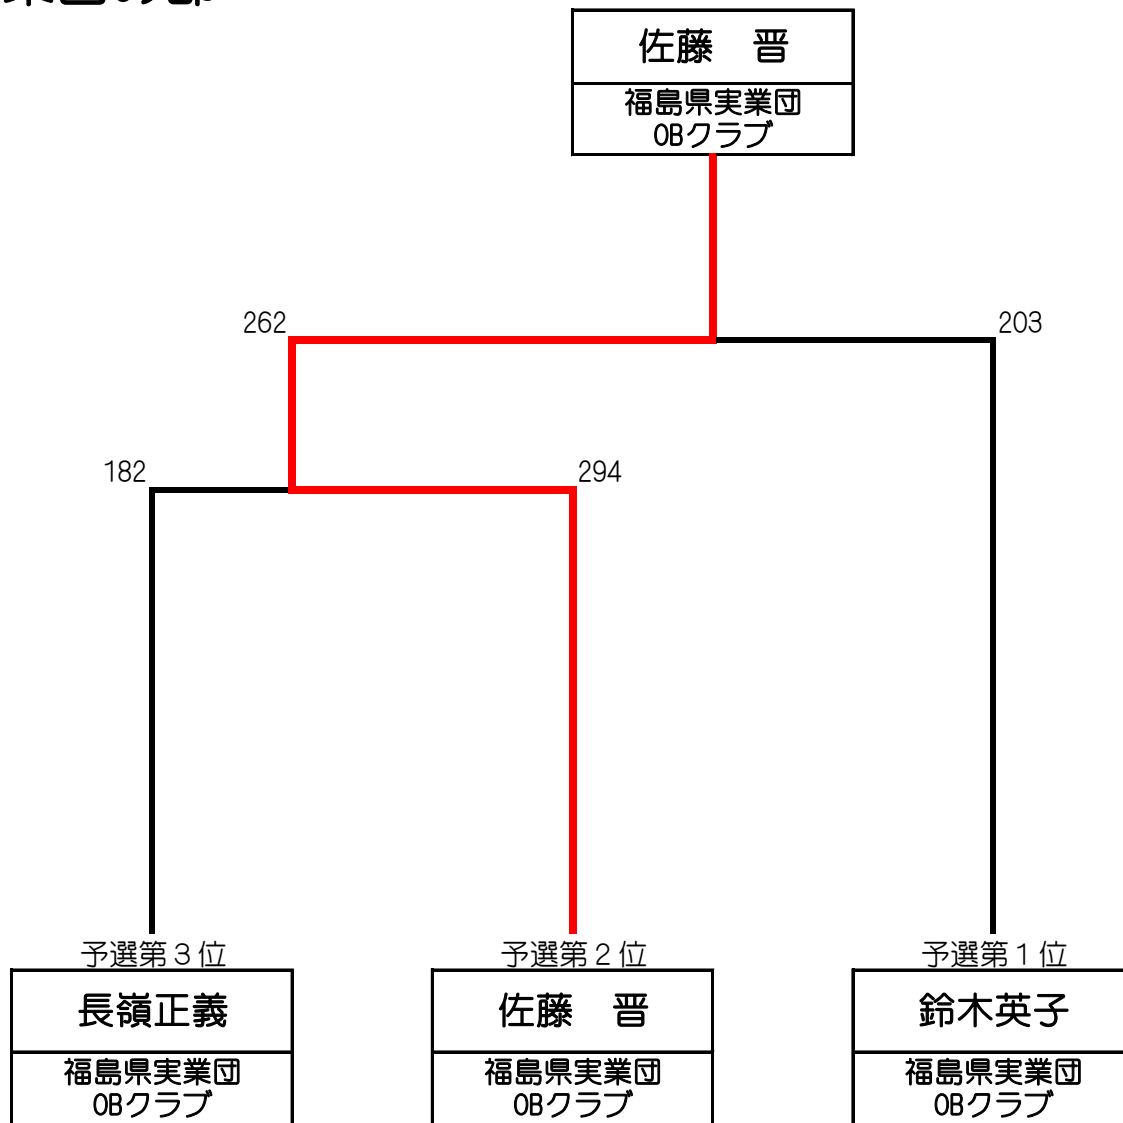 佐藤　晋
福島県実業団
OBクラブ
262
203
182
294
予選第３位
予選第２位
予選第１位
長嶺正義
佐藤　晋
鈴木英子
福島県実業団
OBクラブ
福島県実業団
OBクラブ
福島県実業団
OBクラブ